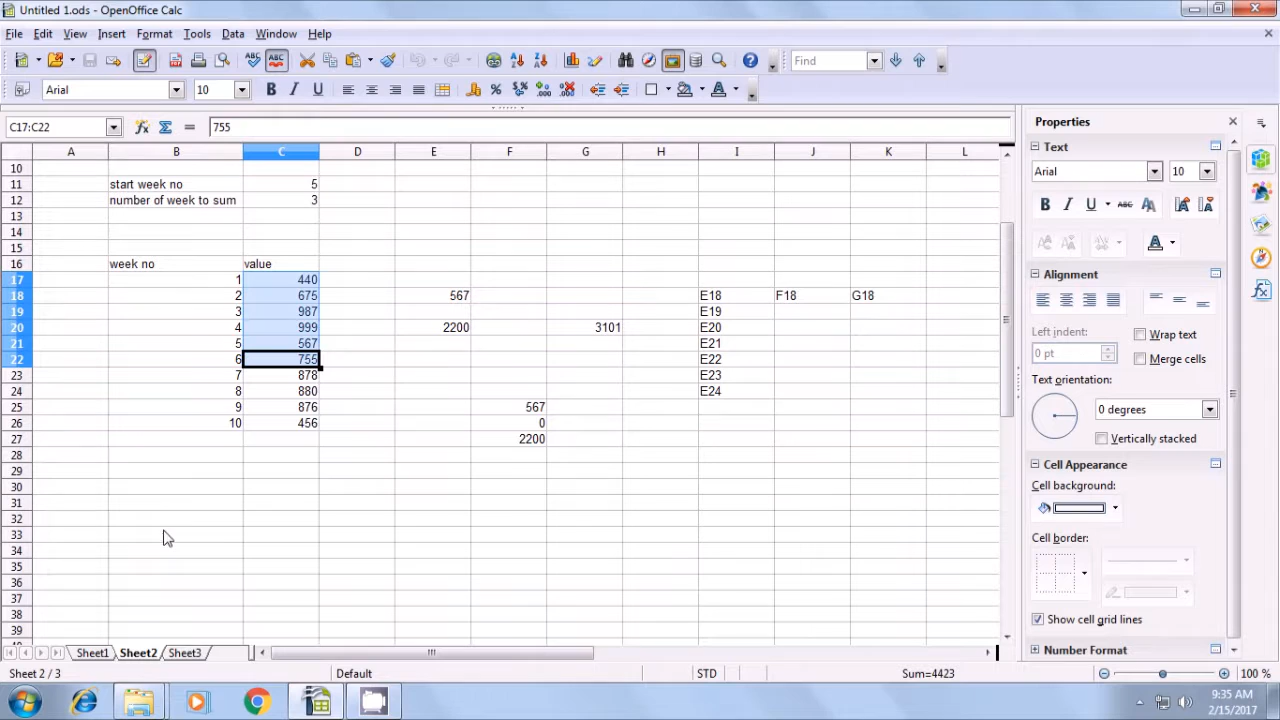 Untitled 1.ods - OpenOffice Calc
File Edit View Insert Format Tools Data Window Help
Find
Arial 10
C17:C22 755
A B C D E F G H I J K L
10
11 start week no 5
12 number of week to sum 3
13
14
15
16 week no value
17 1 440
18 2 675 567 E18 F18 G18
19 3 987 E19
20 4 999 2200 3101 E20
21 5 567 E21
22 6 755 E22
23 7 878 E23
24 8 880 E24
25 9 876 567
26 10 456 0
27 2200
28
29
30
31
32
33
34
35
36
37
38
39
Sheet1 Sheet2 Sheet3
Sheet 2 / 3 Default STD Sum=4423 100 %
Properties
Text
Arial 10
Alignment
Left indent:
0 pt
Wrap text
Merge cells
Text orientation:
0 degrees
Vertically stacked
Cell Appearance
Cell background:
Cell border:
Show cell grid lines
Number Format
9:35 AM
2/15/2017